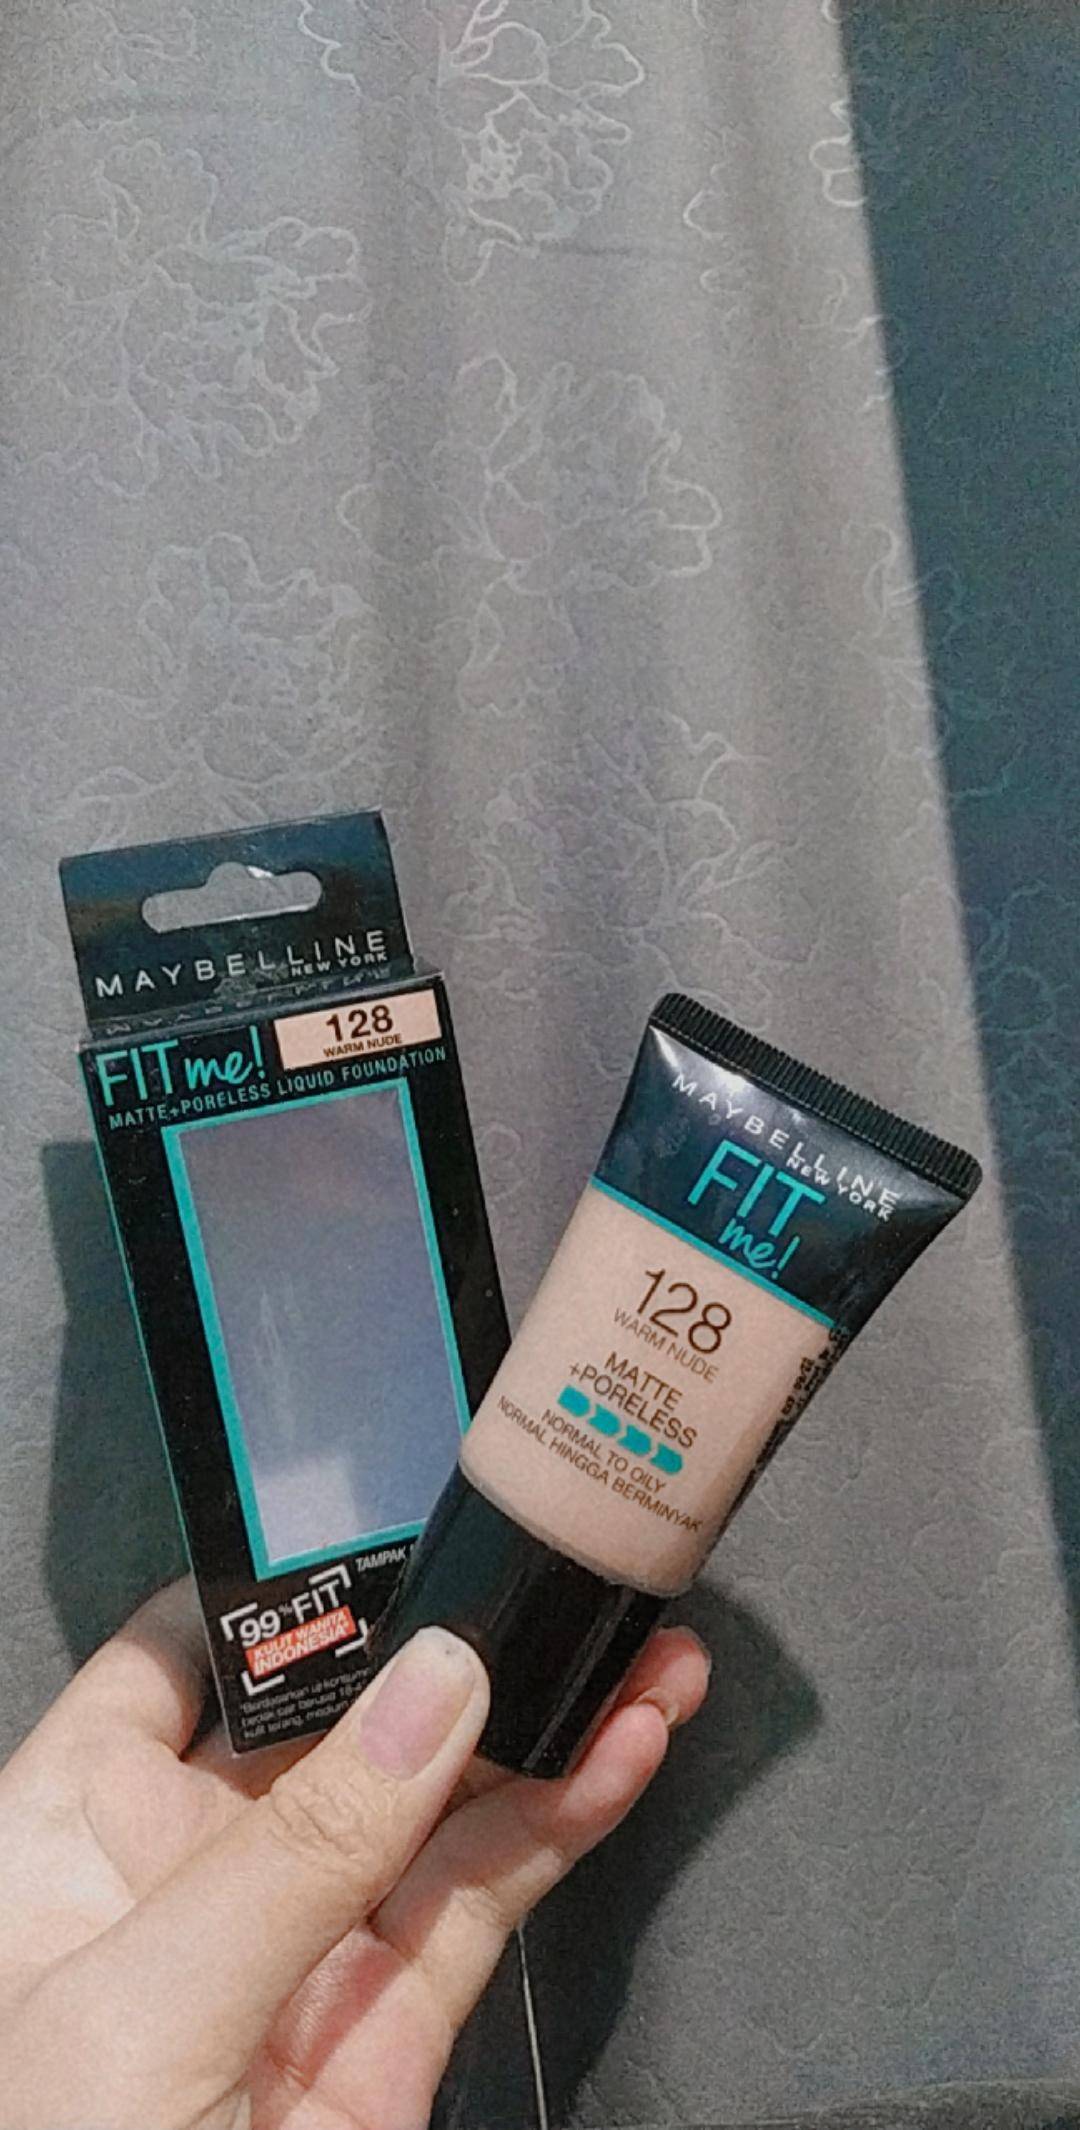 MAYBELLINE
NEW YORK
FIT me!
128
WARM NUDE
MATTE+PORELESS LIQUID FOUNDATION
TAMPAK
99% FIT
KULIT WANITA
INDONESIA*
MAYBELLINE
NEW YORK
FIT
me!
128
WARM NUDE
MATTE
+PORELESS
NORMAL TO OILY
NORMAL HINGGA BERMINYAK